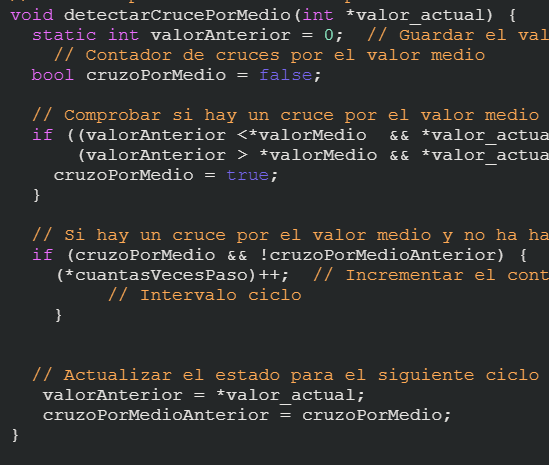 void detectarCrucePorMedio(int *valor_actual) {
static int valorAnterior = 0;  // Guardar el val
// Contador de cruces por el valor medio
bool cruzoPorMedio = false;
// Comprobar si hay un cruce por el valor medio
if ((valorAnterior <*valorMedio  && *valor_actua
(valorAnterior > *valorMedio && *valor_actua
cruzoPorMedio = true;
}
// Si hay un cruce por el valor medio y no ha ha
if (cruzoPorMedio && !cruzoPorMedioAnterior) {
(*cuantasVecesPaso)++;  // Incrementar el cont
// Intervalo ciclo
}
// Actualizar el estado para el siguiente ciclo
valorAnterior = *valor_actual;
cruzoPorMedioAnterior = cruzoPorMedio;
}